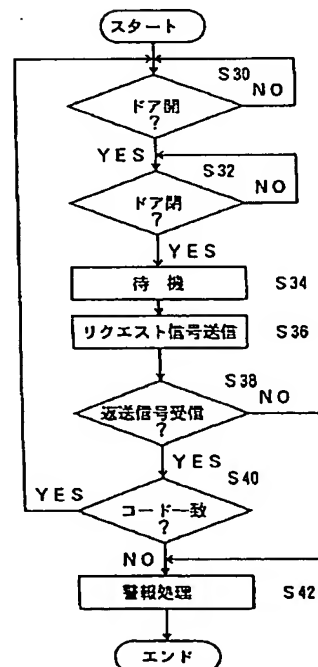 スタート
S30
NO
ドア開
?
YES
S32
NO
ドア閉
?
YES
待 機
S34
リクエスト信号送信
S36
S38
NO
返送信号受信
?
YES
S40
YES
コード一致
?
NO
警報処理
S42
エンド